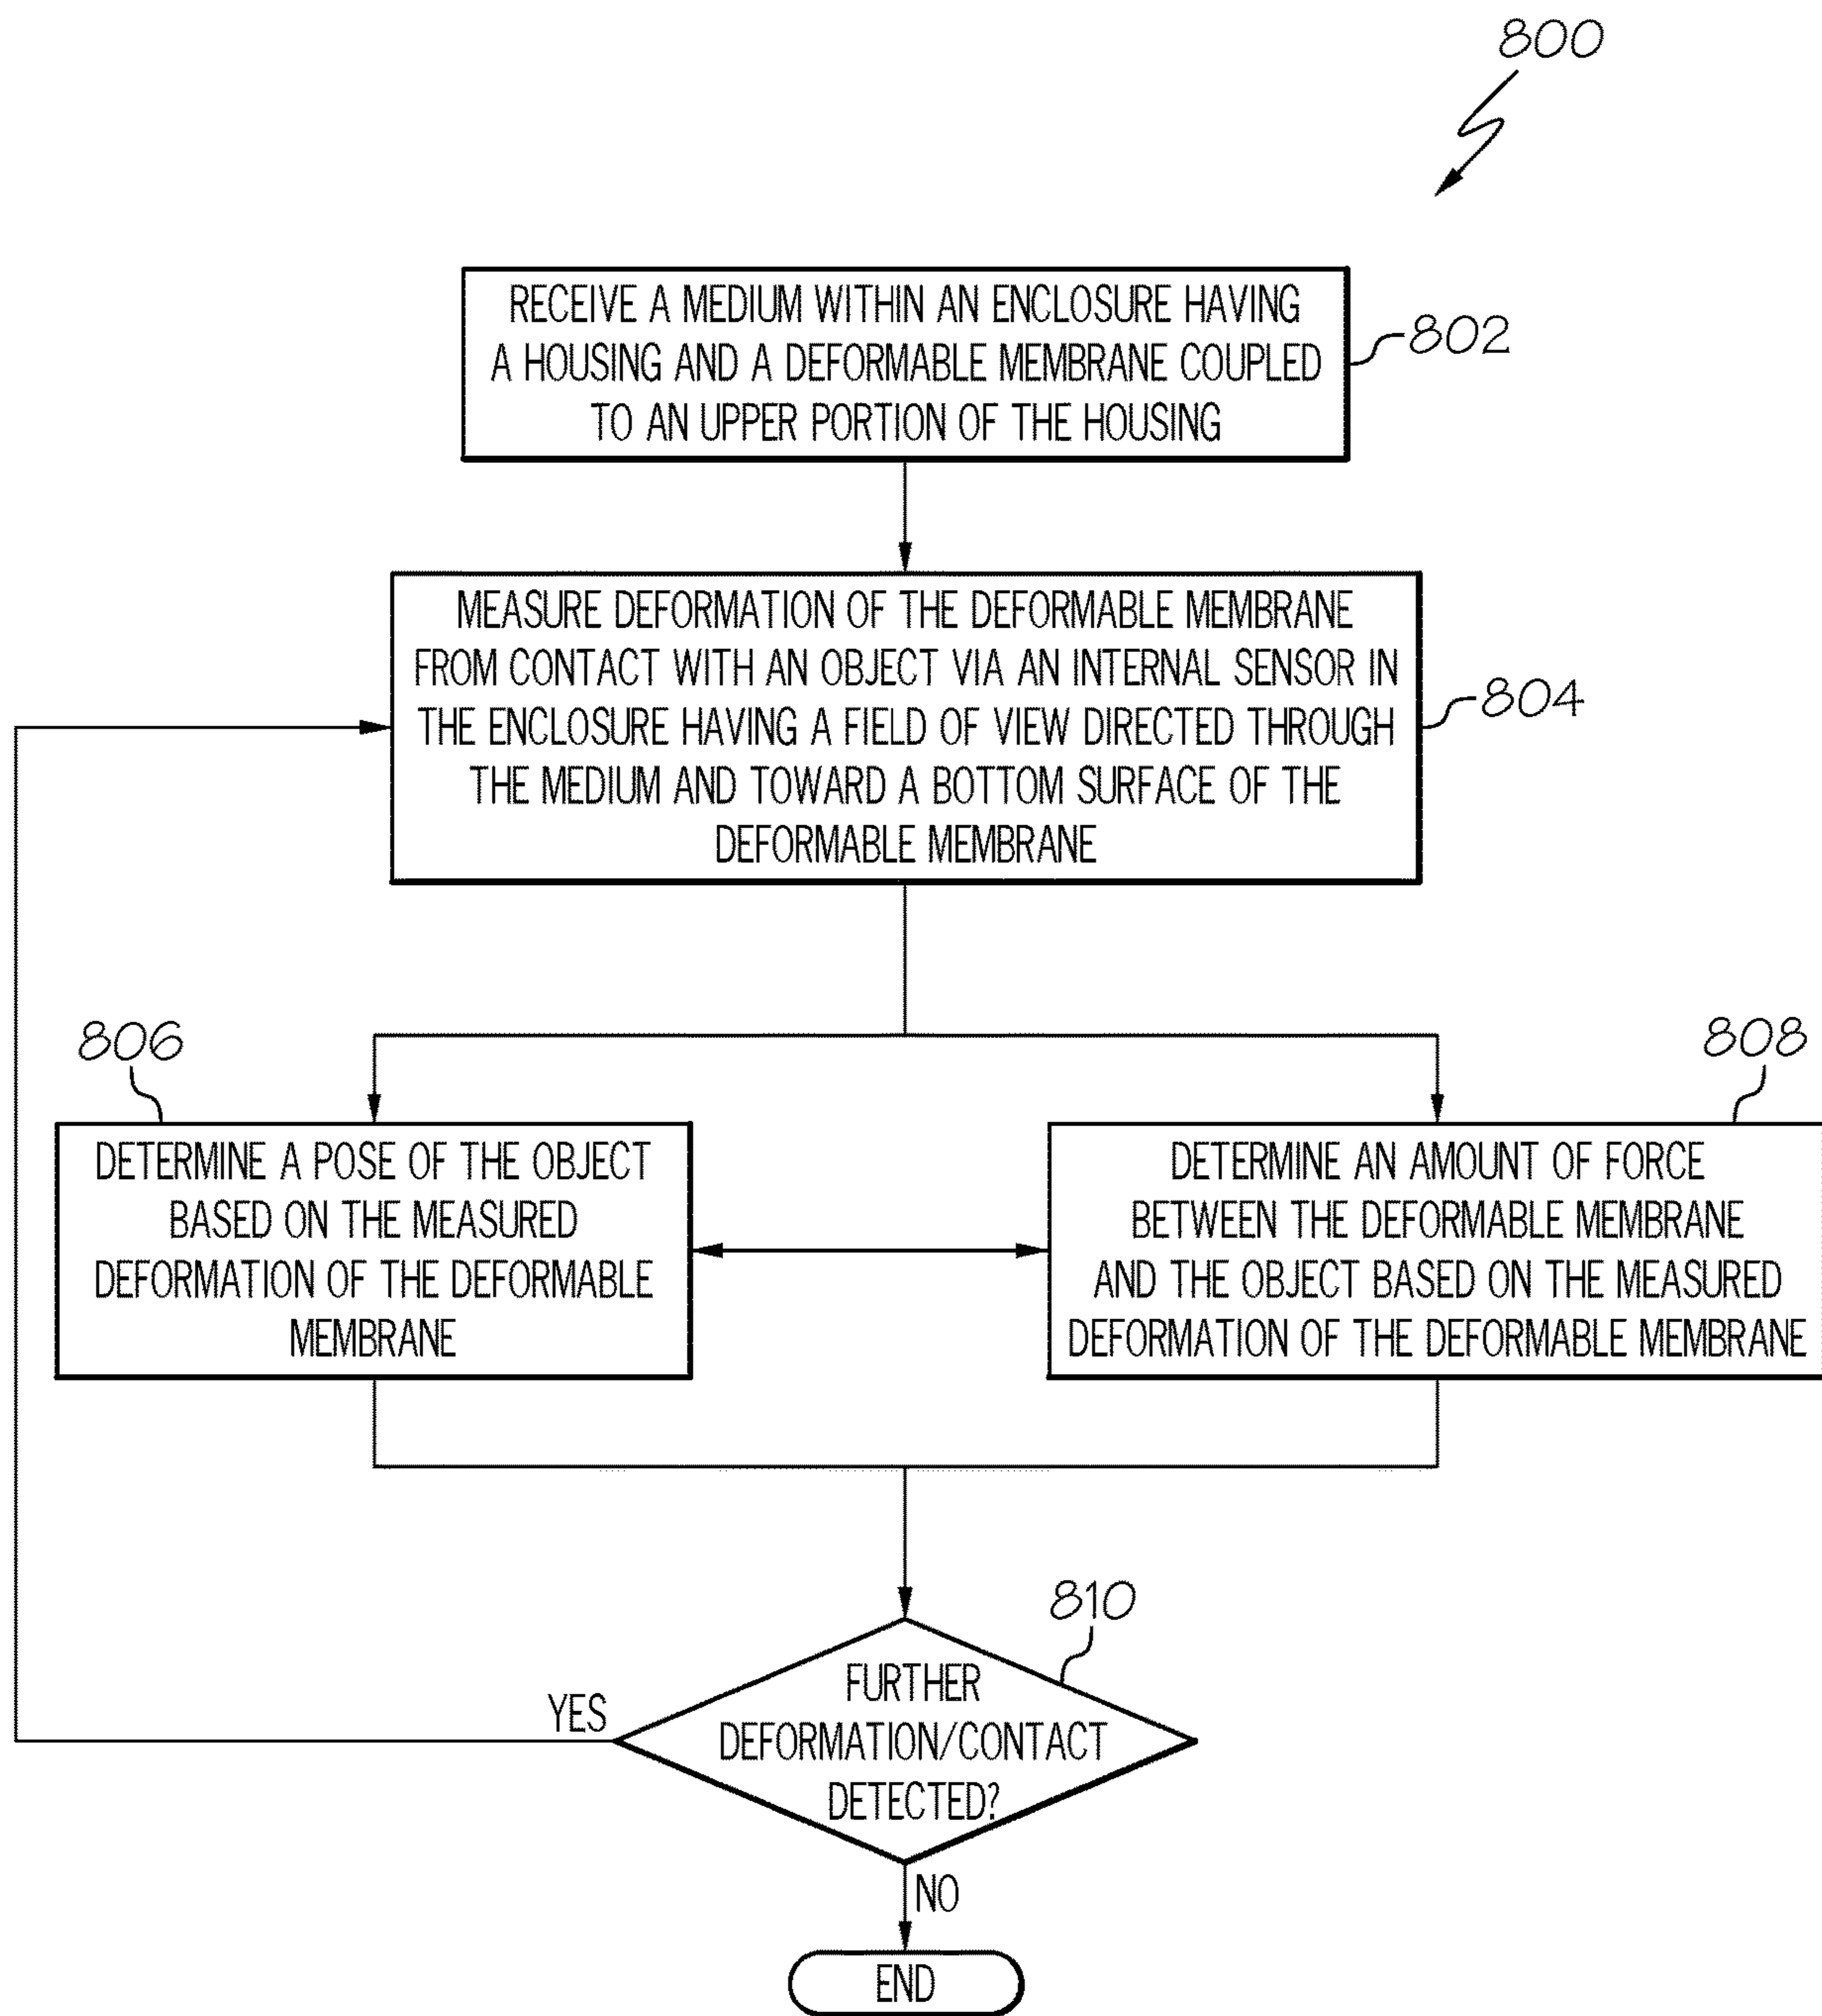 800
RECEIVE A MEDIUM WITHIN AN ENCLOSURE HAVING
A HOUSING AND A DEFORMABLE MEMBRANE COUPLED
TO AN UPPER PORTION OF THE HOUSING
802
MEASURE DEFORMATION OF THE DEFORMABLE MEMBRANE
FROM CONTACT WITH AN OBJECT VIA AN INTERNAL SENSOR IN
THE ENCLOSURE HAVING A FIELD OF VIEW DIRECTED THROUGH
THE MEDIUM AND TOWARD A BOTTOM SURFACE OF THE
DEFORMABLE MEMBRANE
804
806
DETERMINE A POSE OF THE OBJECT
BASED ON THE MEASURED
DEFORMATION OF THE DEFORMABLE
MEMBRANE
808
DETERMINE AN AMOUNT OF FORCE
BETWEEN THE DEFORMABLE MEMBRANE
AND THE OBJECT BASED ON THE MEASURED
DEFORMATION OF THE DEFORMABLE MEMBRANE
810
FURTHER
DEFORMATION/CONTACT
DETECTED?
YES
NO
END